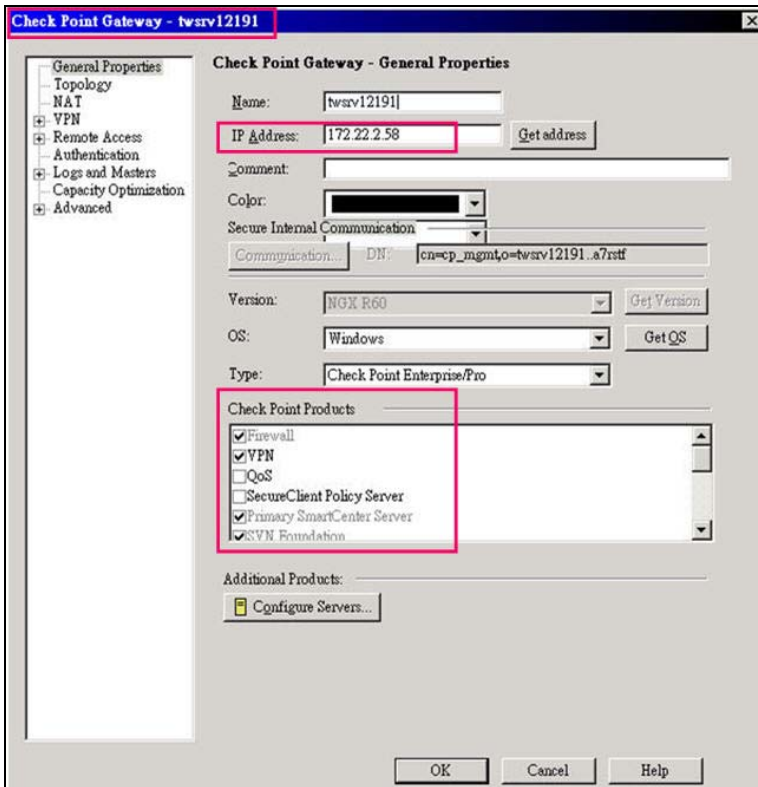 Check Point Gateway - twsrv12191
General Properties
Topology
NAT
VPN
Remote Access
Authentication
Logs and Masters
Capacity Optimization
Advanced
Check Point Gateway - General Properties
Name: twsrv12191
IP Address: 172.22.2.58 Get address
Comment:
Color:
Secure Internal Communication
Communication... DN: cn=cp_mgmt,o=twsrv12191..a7rstf
Version: NGX R60 Get Version
OS: Windows Get OS
Type: Check Point Enterprise/Pro
Check Point Products
Firewall
VPN
QoS
SecureClient Policy Server
Primary SmartCenter Server
SVN Foundation
Additional Products:
Configure Servers...
OK Cancel Help